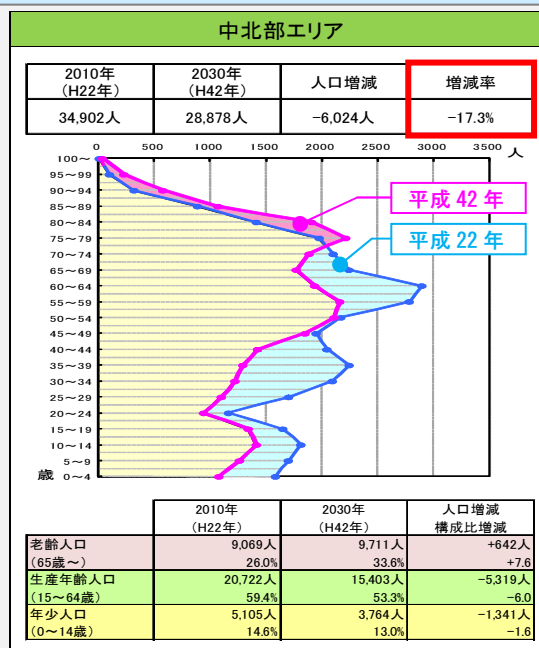 中北部エリア
2010年 2030年 人口増減 増減率
(H22年) (H42年)
34,902人 28,878人 -6,024人 -17.3%
0 500 1000 1500 2000 2500 3000 3500 人
100~
95~99
90~94
85~89
80~84
平成 42 年
75~79
平成 22 年
70~74
65~69
60~64
55~59
50~54
45~49
40~44
35~39
30~34
25~29
20~24
15~19
10~14
5~9
歳 0~4
2010年 2030年 人口増減
(H22年) (H42年) 構成比増減
老齢人口 9,069人 9,711人 +642人
(65歳~) 26.0% 33.6% +7.6
生産年齢人口 20,722人 15,403人 -5,319人
(15~64歳) 59.4% 53.3% -6.0
年少人口 5,105人 3,764人 -1,341人
(0~14歳) 14.6% 13.0% -1.6